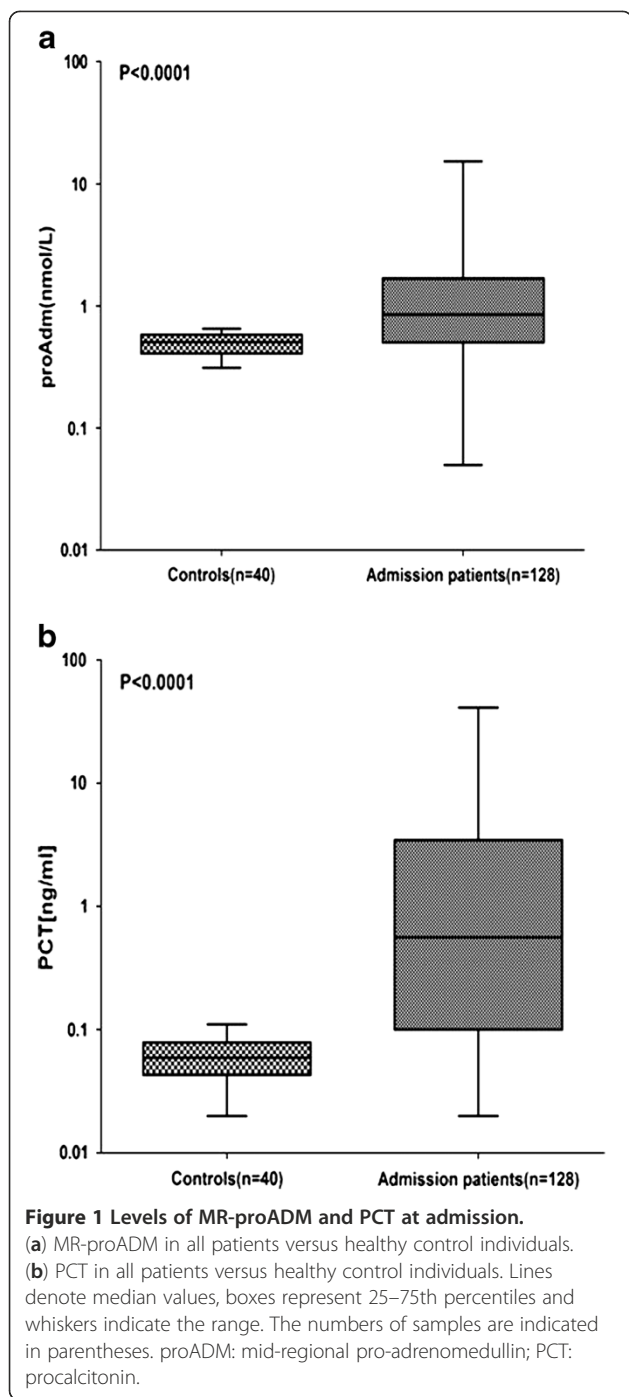 a
100
P<0.0001
10
1
0.1
0.01
proAdm(nmol/L)
Controls(n=40) Admission patients(n=128)
b
100
P<0.0001
10
1
0.1
0.01
PCT[ng/ml]
Controls(n=40) Admission patients(n=128)
Figure 1 Levels of MR-proADM and PCT at admission.
(a) MR-proADM in all patients versus healthy control individuals.
(b) PCT in all patients versus healthy control individuals. Lines
denote median values, boxes represent 25–75th percentiles and
whiskers indicate the range. The numbers of samples are indicated
in parentheses. proADM: mid-regional pro-adrenomedullin; PCT:
procalcitonin.